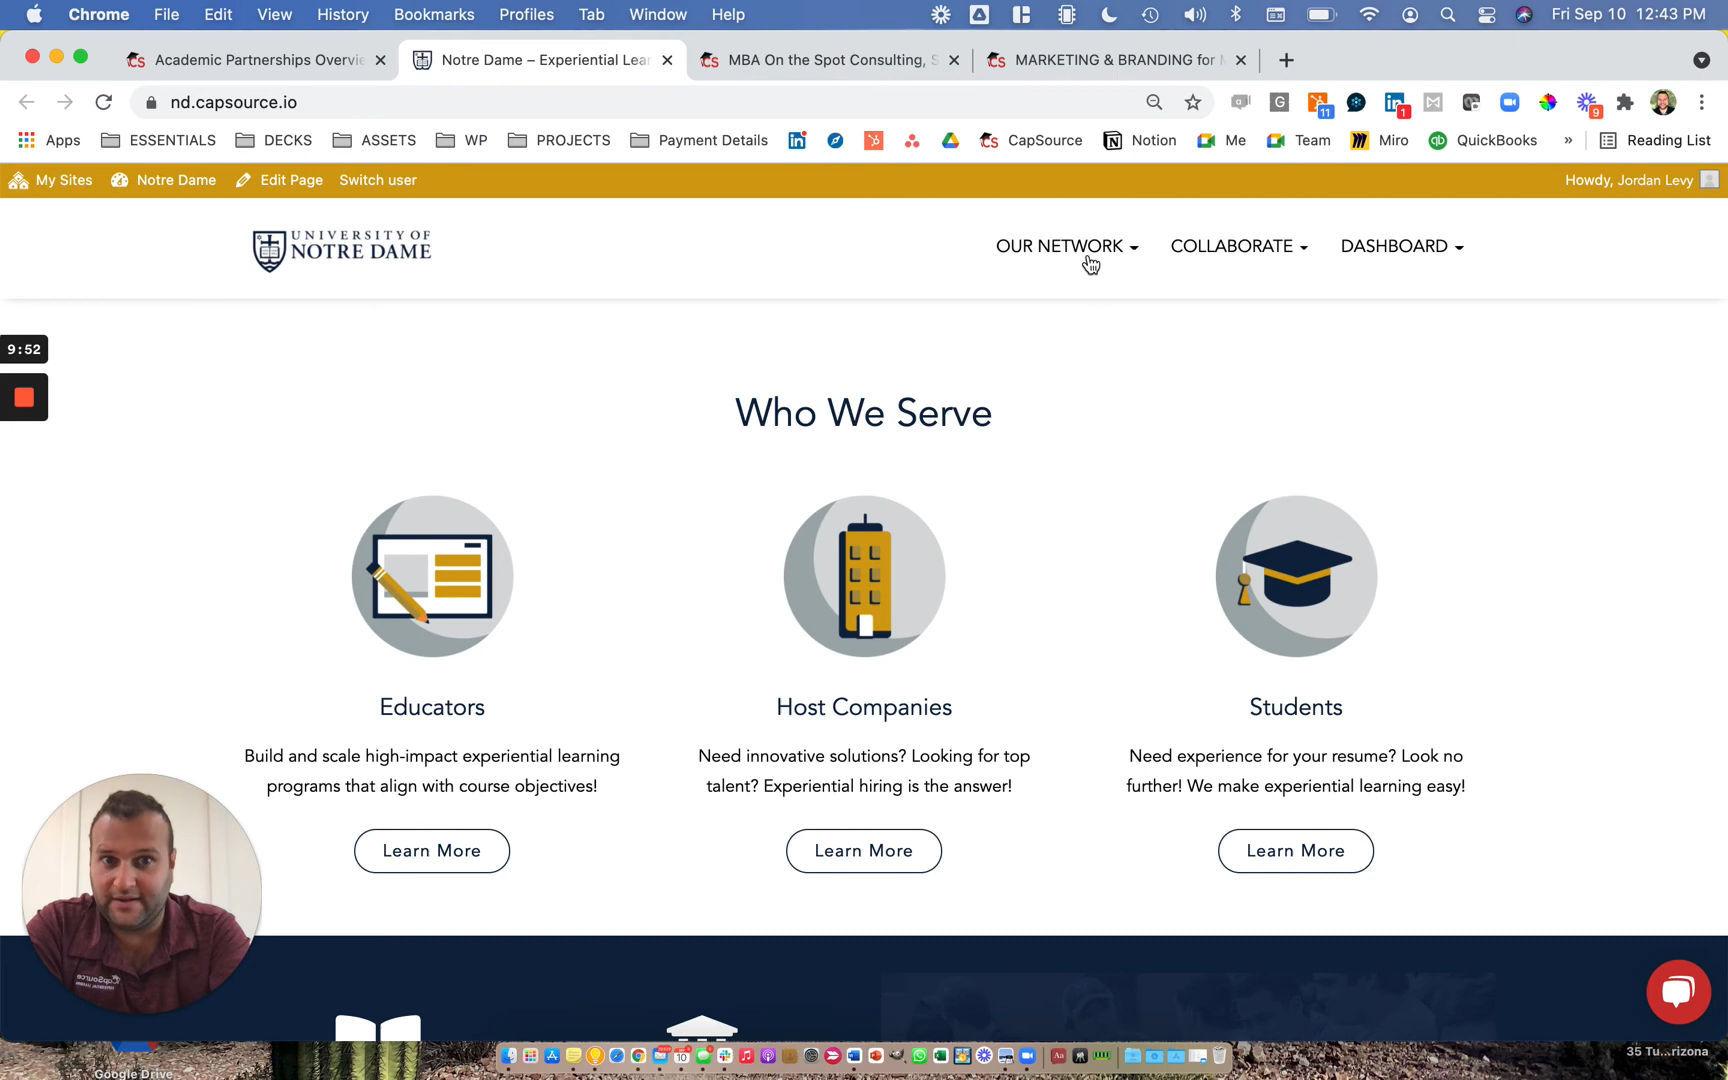 Chrome File Edit View History Bookmarks Profiles Tab Window Help Fri Sep 10 12:43 PM
Academic Partnerships Overvie Notre Dame – Experiential Lear MBA On the Spot Consulting, S MARKETING & BRANDING for
nd.capsource.io
11 1 9
Apps ESSENTIALS DECKS ASSETS WP PROJECTS Payment Details CapSource Notion Me Team Miro QuickBooks » Reading List
My Sites Notre Dame Edit Page Switch user Howdy, Jordan Levy
UNIVERSITY OF
NOTRE DAME
OUR NETWORK COLLABORATE DASHBOARD
9:52
Who We Serve
Educators
Build and scale high-impact experiential learning
programs that align with course objectives!
Learn More
Host Companies
Need innovative solutions? Looking for top
talent? Experiential hiring is the answer!
Learn More
Students
Need experience for your resume? Look no
further! We make experiential learning easy!
Learn More
CapSource
35 Tu...rizona
Google Drive